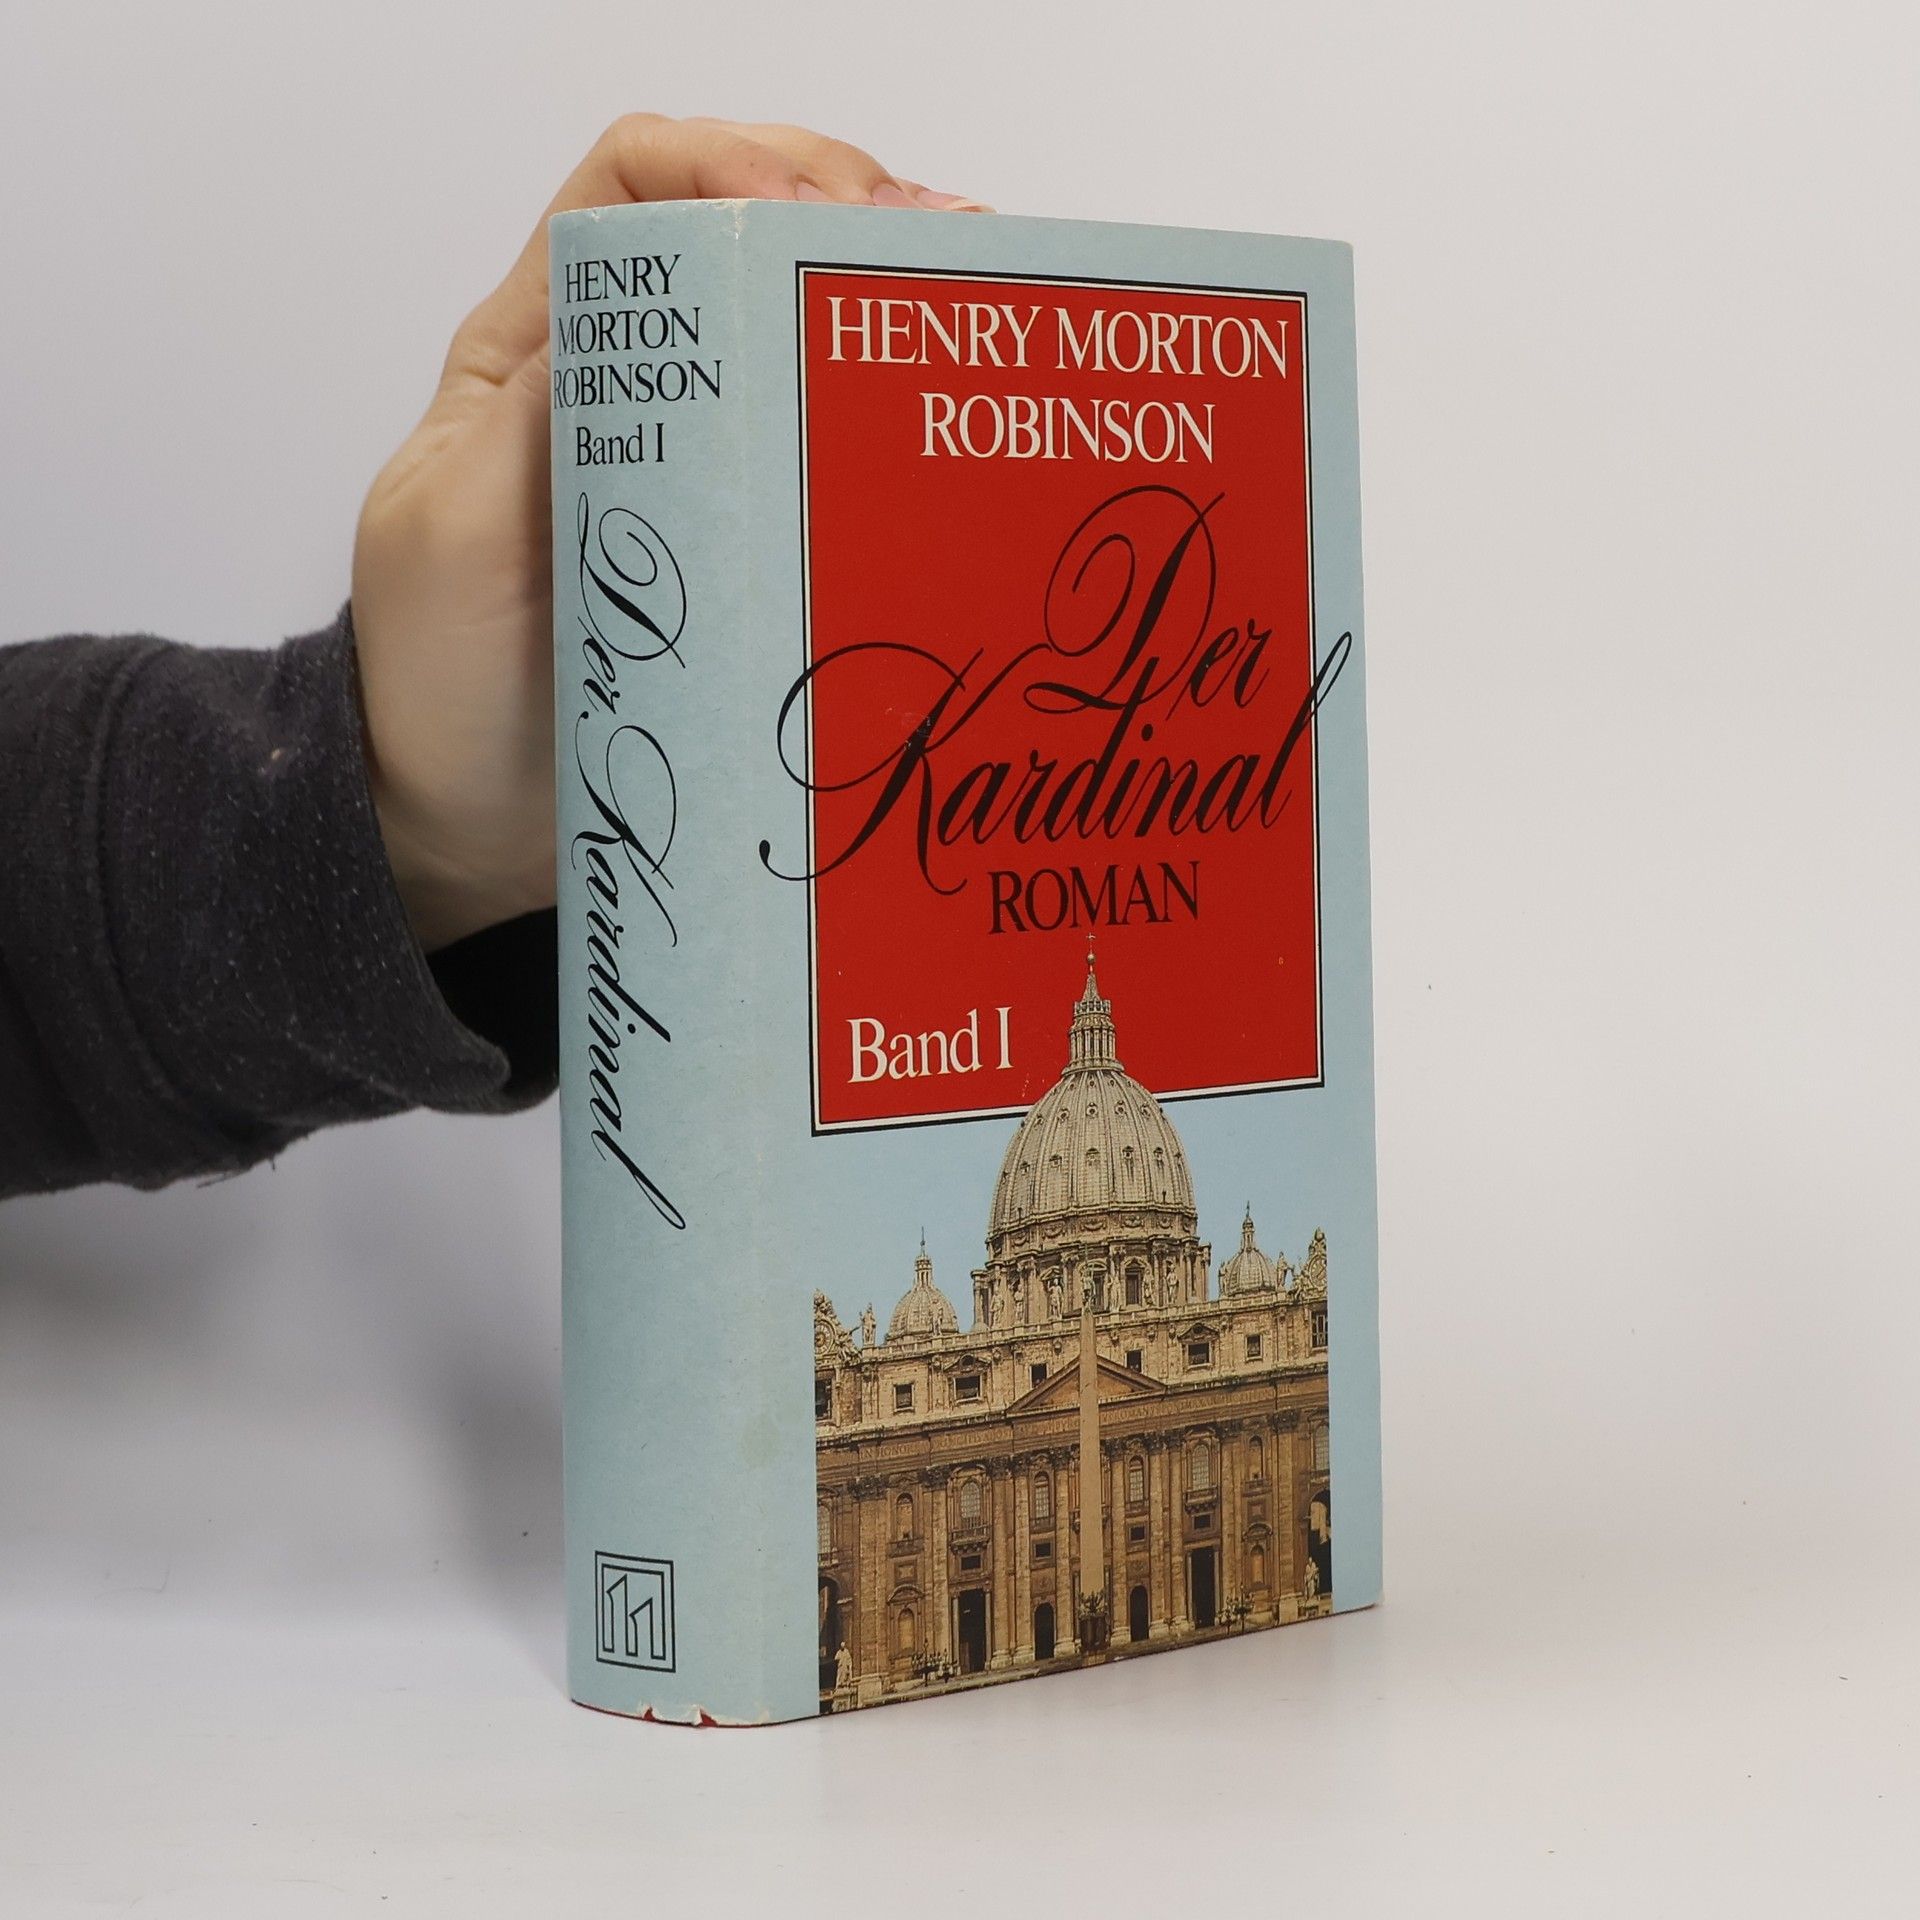 HENRY
MORTON
ROBINSON
Band I
Der Kardinal
HENRY MORTON
ROBINSON
Der
Kardinal
ROMAN
Band I